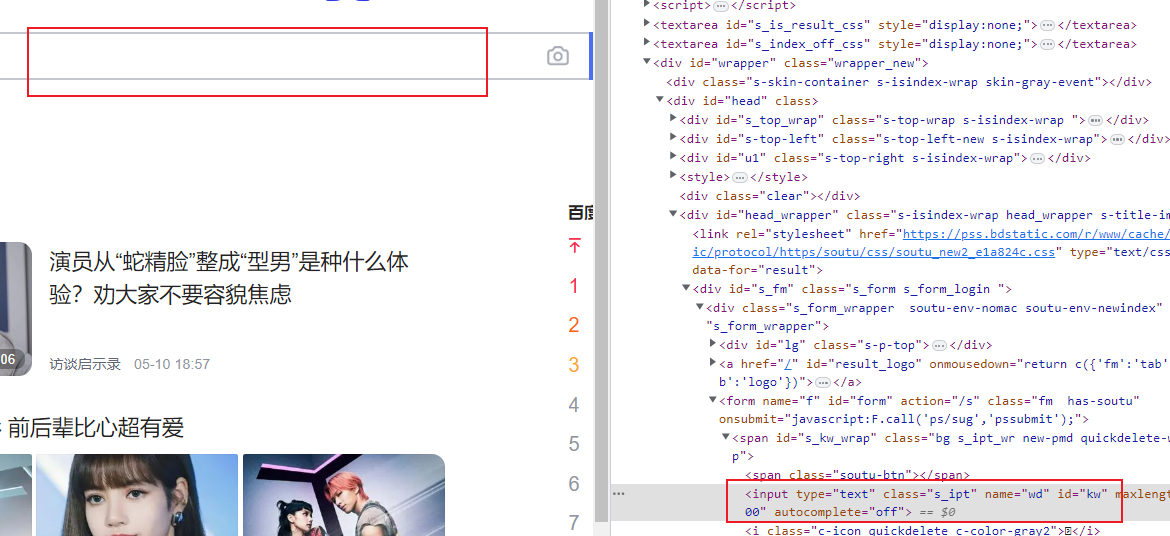 百度
演员从“蛇精脸”整成“型男”是种什么体
验？劝大家不要容貌焦虑
访谈启示录 05-10 18:57
06
前后辈比心超有爱
1
2
3
4
5
6
7
<script>…</script>
<textarea id="s_is_result_css" style="display:none;">…</textarea>
<textarea id="s_index_off_css" style="display:none;">…</textarea>
<div id="wrapper" class="wrapper_new">
<div class="s-skin-container s-isindex-wrap skin-gray-event"></div>
<div id="head" class>
<div id="s_top_wrap" class="s-top-wrap s-isindex-wrap ">…</div>
<div id="s-top-left" class="s-top-left-new s-isindex-wrap">…</div>
<div id="u1" class="s-top-right s-isindex-wrap">…</div>
<style>…</style>
<div class="clear"></div>
<div id="head_wrapper" class="s-isindex-wrap head_wrapper s-title-im
<link rel="stylesheet" href="https://pss.bdstatic.com/r/www/cache/
ic/protocol/https/soutu/css/soutu_new2_e1a824c.css" type="text/css
data-for="result">
<div id="s_fm" class="s_form s_form_login ">
<div class="s_form_wrapper  soutu-env-nomac soutu-env-newindex"
"s_form_wrapper">
<div id="lg" class="s-p-top">…</div>
<a href="/" id="result_logo" onmousedown="return c({'fm':'tab'
b':'logo'})">…</a>
<form name="f" id="form" action="/s" class="fm  has-soutu"
onsubmit="javascript:F.call('ps/sug','pssubmit');">
<span id="s_kw_wrap" class="bg s_ipt_wr new-pmd quickdelete-w
p">
<span class="soutu-btn"></span>
… <input type="text" class="s_ipt" name="wd" id="kw" maxlengt
00" autocomplete="off"> == $0
<i class="c-icon quickdelete c-color-gray2"></i>